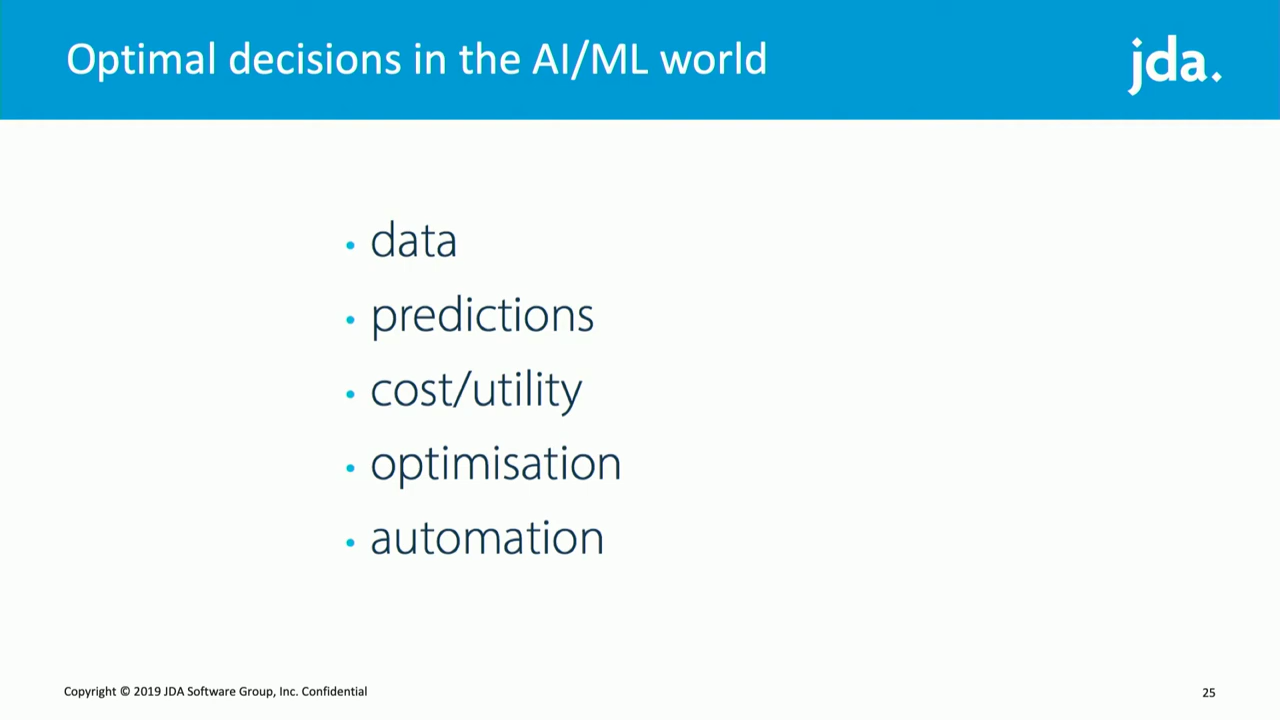 Optimal decisions in the AI/ML world
jda.
• data
• predictions
• cost/utility
• optimisation
• automation
Copyright © 2019 JDA Software Group, Inc. Confidential
25